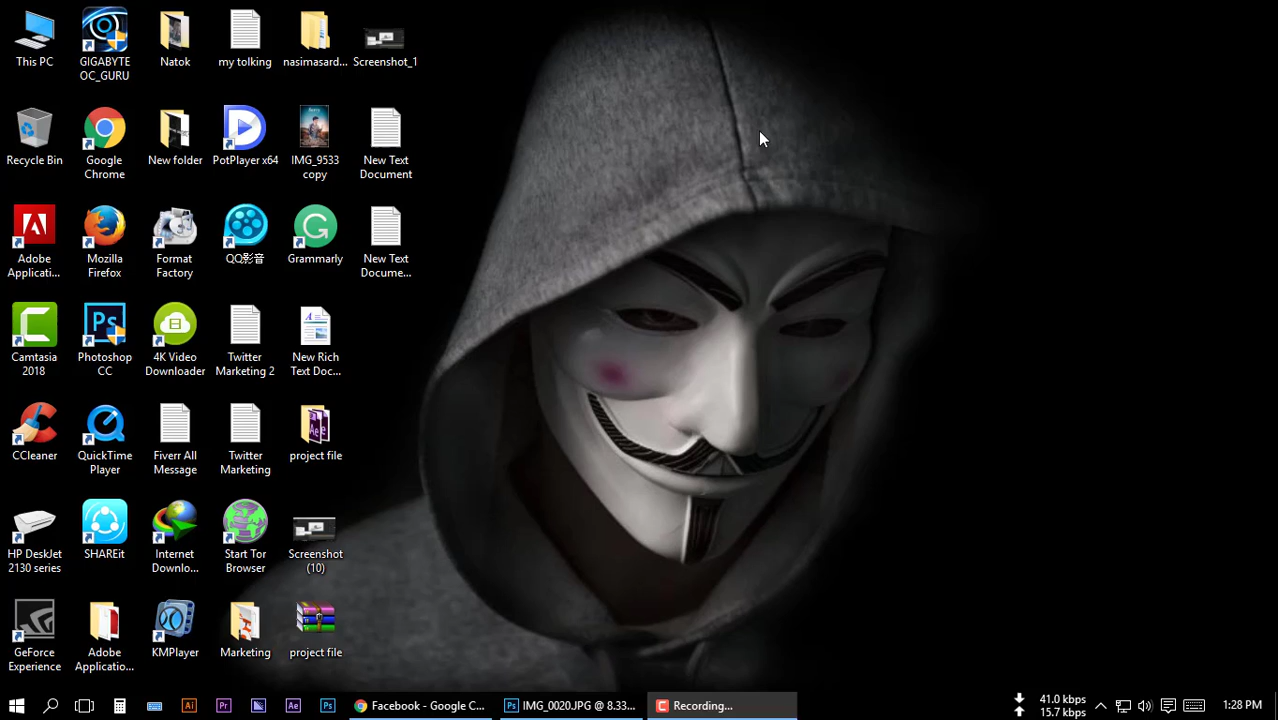 This PC
GIGABYTE
OC_GURU
Natok
my tolking
nasimasard...
Screenshot_1
Recycle Bin
Google
Chrome
New folder
PotPlayer x64
IMG_9533
copy
New Text
Document
Adobe
Applicati...
Mozilla
Firefox
Format
Factory
QQ影音
Grammarly
New Text
Docume...
Camtasia
2018
Photoshop
CC
4K Video
Downloader
Twitter
Marketing 2
New Rich
Text Doc...
CCleaner
QuickTime
Player
Fiverr All
Message
Twitter
Marketing
project file
HP DeskJet
2130 series
SHAREit
Internet
Downlo...
Start Tor
Browser
Screenshot
(10)
GeForce
Experience
Adobe
Applicatio...
KMPlayer
Marketing
project file
Facebook - Google C...
IMG_0020.JPG @ 8.33...
Recording...
41.0 kbps
15.7 kbps
1:28 PM